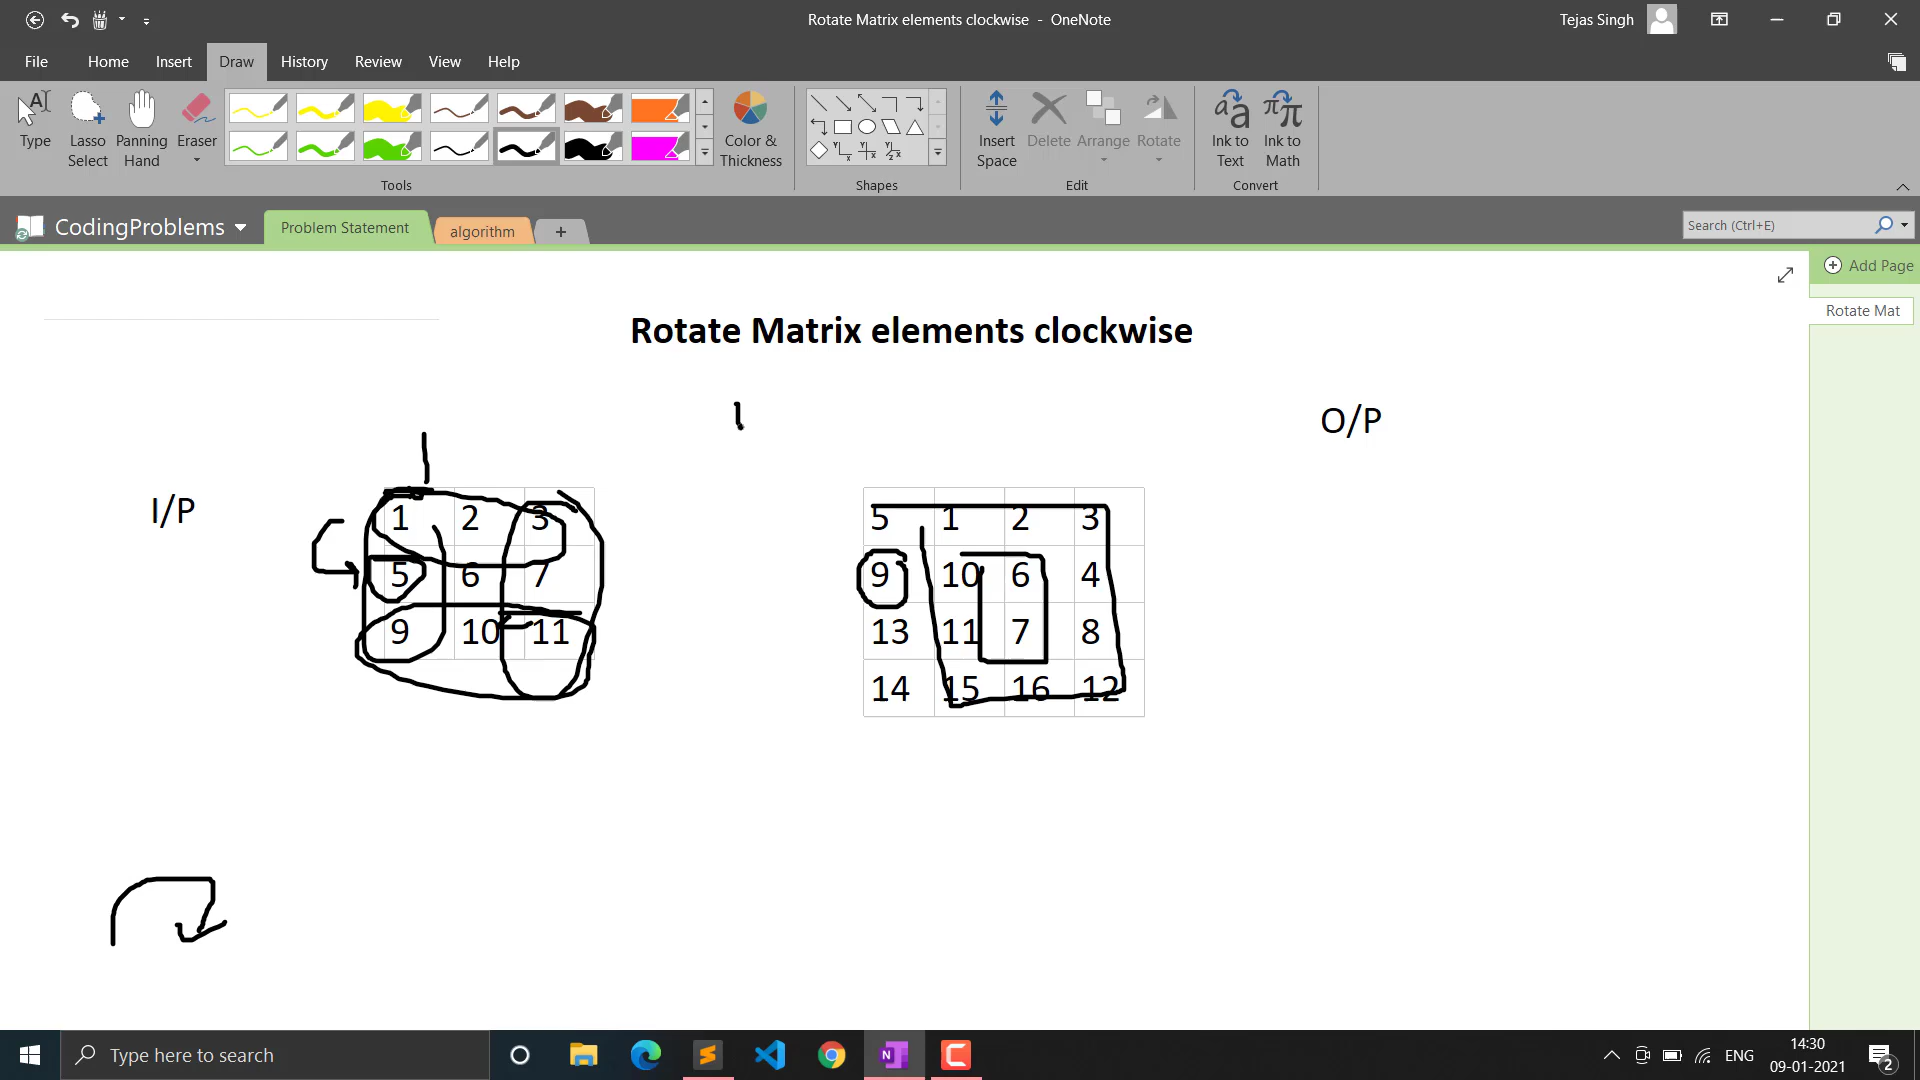 Rotate Matrix elements clockwise - OneNote
Tejas Singh
File Home Insert Draw History Review View Help
Type
Lasso Select
Panning Hand
Eraser
Color & Thickness
Insert Space
Delete
Arrange
Rotate
Ink to Text
Ink to Math
Tools
Shapes
Edit
Convert
CodingProblems
Problem Statement
algorithm
Search (Ctrl+E)
Add Page
Rotate Mat
Rotate Matrix elements clockwise
O/P
I/P
1 2 3
5 6 7
9 10 11
5 1 2 3
9 10 6 4
13 11 7 8
14 15 16 12
Type here to search
ENG
14:30
09-01-2021
2